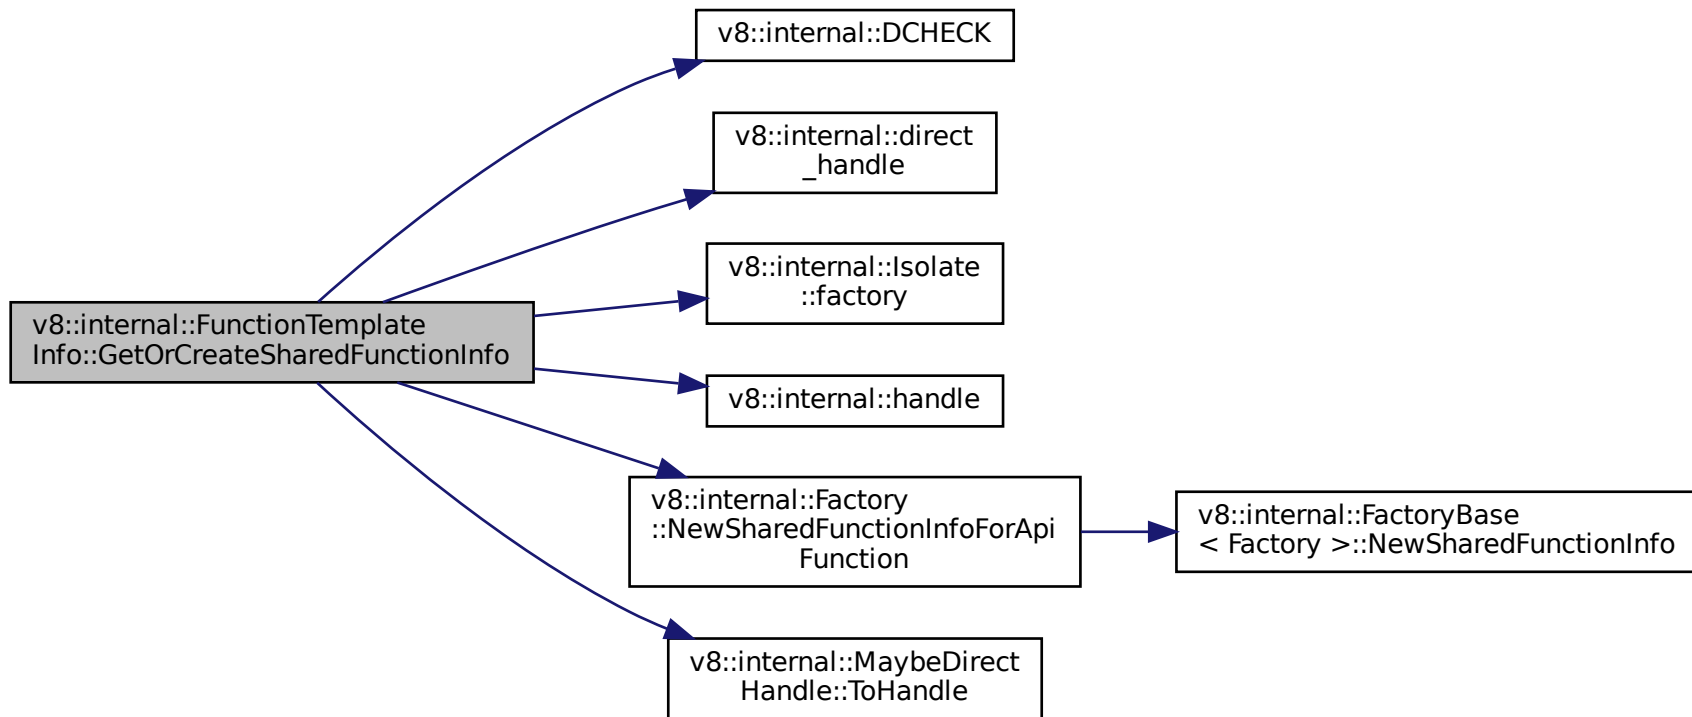 v8::internal::DCHECK
v8::internal::direct
_handle
v8::internal::Isolate
::factory
v8::internal::FunctionTemplate
Info::GetOrCreateSharedFunctionInfo
v8::internal::handle
v8::internal::Factory
::NewSharedFunctionInfoForApi
Function
v8::internal::FactoryBase
< Factory >::NewSharedFunctionInfo
v8::internal::MaybeDirect
Handle::ToHandle